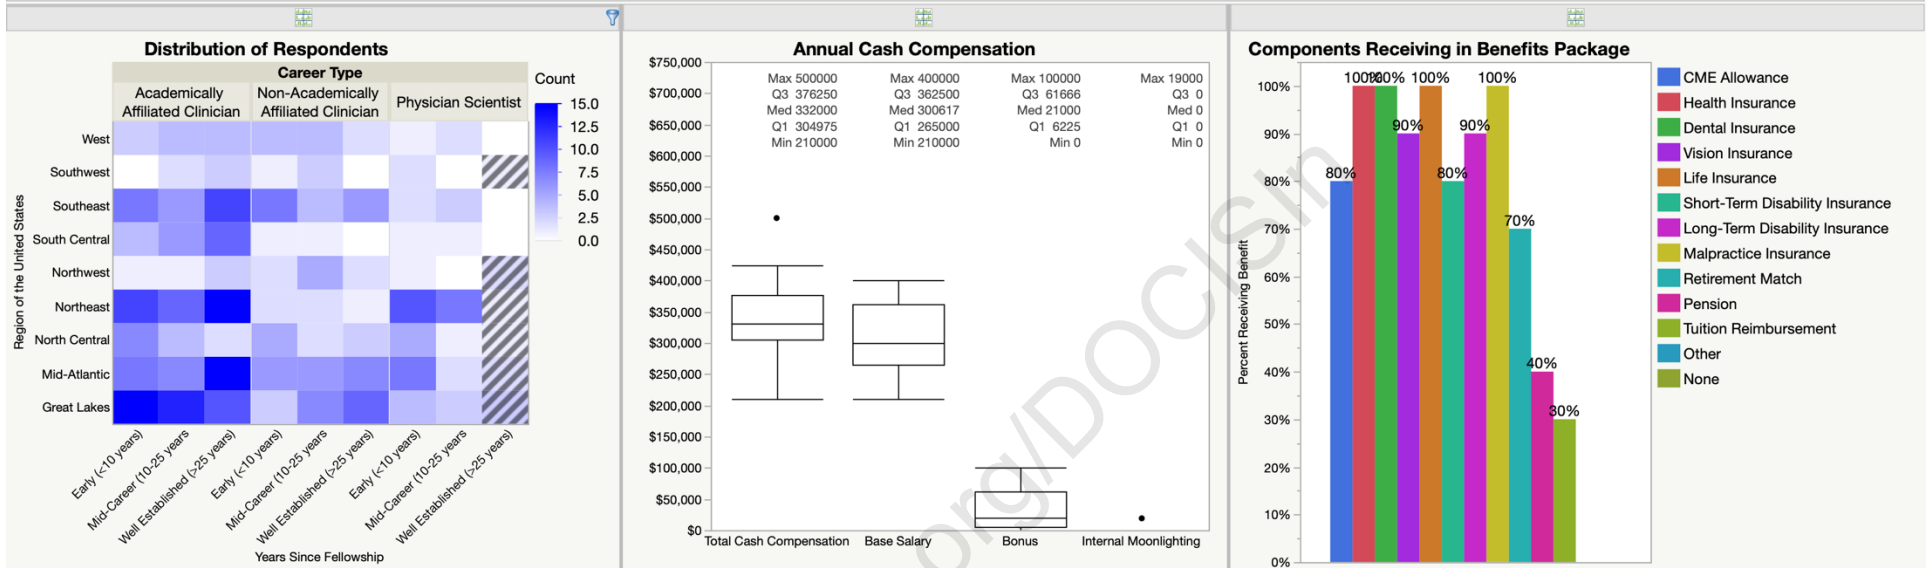 Distribution of Respondents
Career Type
Academically
Affiliated Clinician
Non-Academically
Affiliated Clinician
Physician Scientist
Count
15.0
12.5
10.0
7.5
5.0
2.5
0.0
Region of the United States
West
Southwest
Southeast
South Central
Northwest
Northeast
North Central
Mid-Atlantic
Great Lakes
Early (<10 years)
Mid-Career (10-25 years
Well Established (>25 years)
Early (<10 years)
Mid-Career (10-25 years
Well Established (>25 years)
Early (<10 years)
Mid-Career (10-25 years
Well Established (>25 years)
Years Since Fellowship
Annual Cash Compensation
$750,000
$700,000
$650,000
$600,000
$550,000
$500,000
$450,000
$400,000
$350,000
$300,000
$250,000
$200,000
$150,000
$100,000
$50,000
$0
Max 500000
Q3 376250
Med 332000
Q1 304975
Min 210000
Max 400000
Q3 362500
Med 300617
Q1 265000
Min 210000
Max 100000
Q3 61666
Med 21000
Q1 6225
Min 0
Max 19000
Q3 0
Med 0
Q1 0
Min 0
Total Cash Compensation
Base Salary
Bonus
Internal Moonlighting
Components Receiving in Benefits Package
Percent Receiving Benefit
100%
90%
80%
70%
60%
50%
40%
30%
20%
10%
0%
80%
100%
100%
90%
100%
80%
90%
100%
70%
40%
30%
CME Allowance
Health Insurance
Dental Insurance
Vision Insurance
Life Insurance
Short-Term Disability Insurance
Long-Term Disability Insurance
Malpractice Insurance
Retirement Match
Pension
Tuition Reimbursement
Other
None
org/DOCISIn